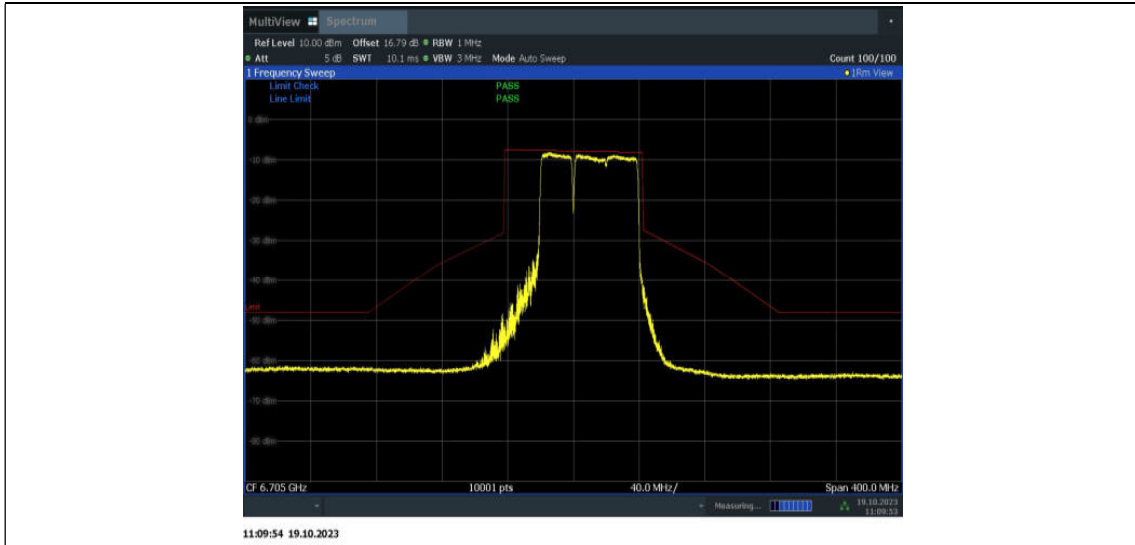 MultiView Spectrum
Ref Level 10.00 dBm Offset 16.79 dB RBW 1 MHz
Att 5 dB SWT 10.1 ms VBW 3 MHz Mode Auto Sweep Count 100/100
1 Frequency Sweep 1Rm View
Limit Check PASS
Line Limit PASS
0 dBm
-10 dBm
-20 dBm
-30 dBm
-40 dBm
-50 dBm
-60 dBm
-70 dBm
-80 dBm
CF 6.705 GHz 10001 pts 40.0 MHz/ Span 400.0 MHz
Measuring... 19.10.2023
11:09:53
11:09:54 19.10.2023